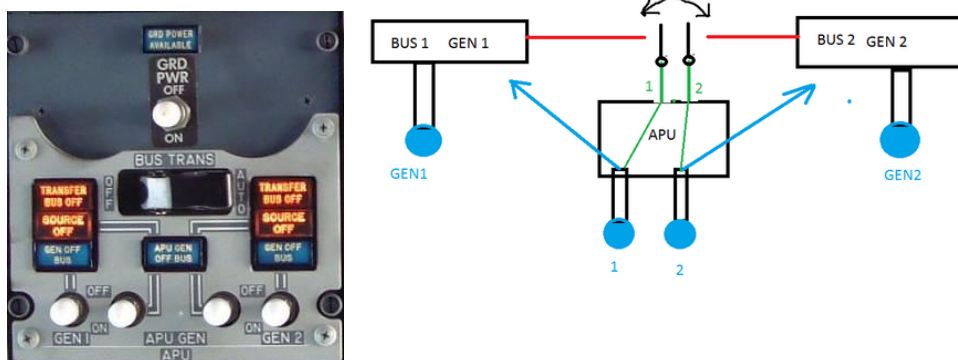 GRD POWER
AVAILABLE
GRD
PWR
OFF
ON
BUS TRANS
OFF
AUTO
TRANSFER
BUS OFF
SOURCE
OFF
GEN OFF
BUS
APU GEN
OFF BUS
TRANSFER
BUS OFF
SOURCE
OFF
GEN OFF
BUS
OFF
ON
OFF
ON
GEN 1
APU GEN
GEN 2
APU
BUS 1 GEN 1
BUS 2 GEN 2
1 2
APU
GEN1
GEN2
1
2